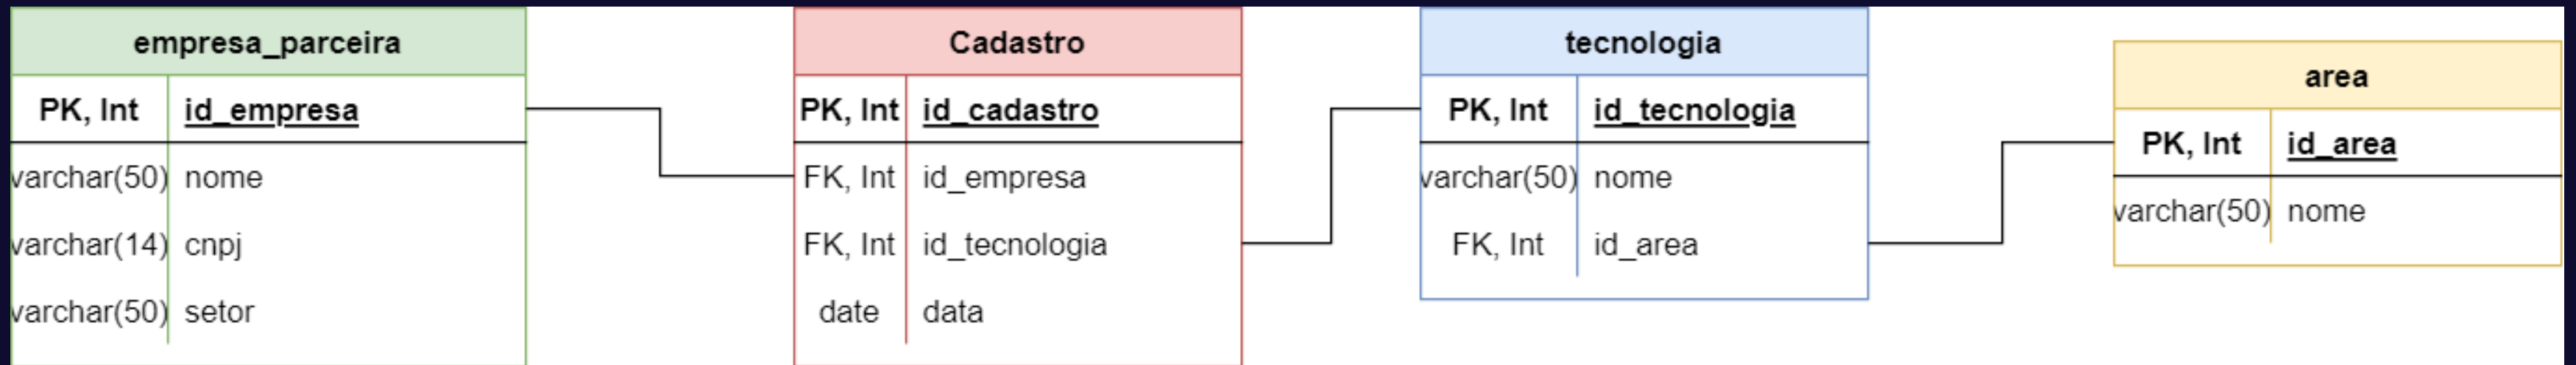 empresa_parceira
PK, Int id_empresa
varchar(50) nome
varchar(14) cnpj
varchar(50) setor
Cadastro
PK, Int id_cadastro
FK, Int id_empresa
FK, Int id_tecnologia
date data
tecnologia
PK, Int id_tecnologia
varchar(50) nome
FK, Int id_area
area
PK, Int id_area
varchar(50) nome